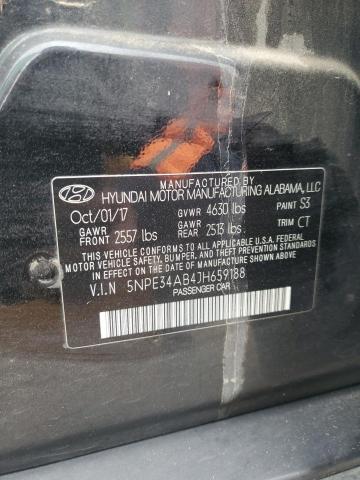 MANUFACTURED BY
HYUNDAI MOTOR MANUFACTURING ALABAMA, LLC
Oct/01/17 GVWR 4630 lbs PAINT S3
GAWR FRONT 2557 lbs GAWR REAR 2513 lbs TRIM CT
THIS VEHICLE CONFORMS TO ALL APPLICABLE U.S. FEDERAL
MOTOR VEHICLE SAFETY, BUMPER, AND THEFT PREVENTION
STANDARDS IN EFFECT ON THE DATE OF MANUFACTURE SHOWN ABOVE.
V.I.N 5NPE34AB4JH659188
PASSENGER CAR